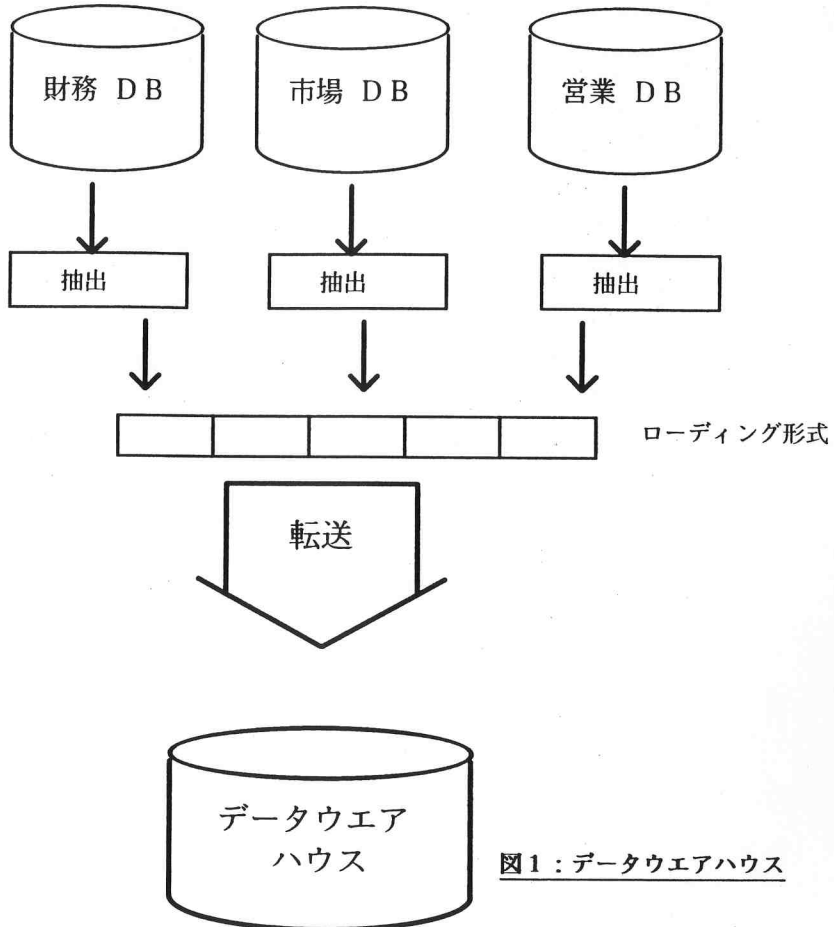 財務 DB
市場 DB
営業 DB
抽出
抽出
抽出
ローディング形式
転送
データウエア
ハウス
図1：データウエアハウス